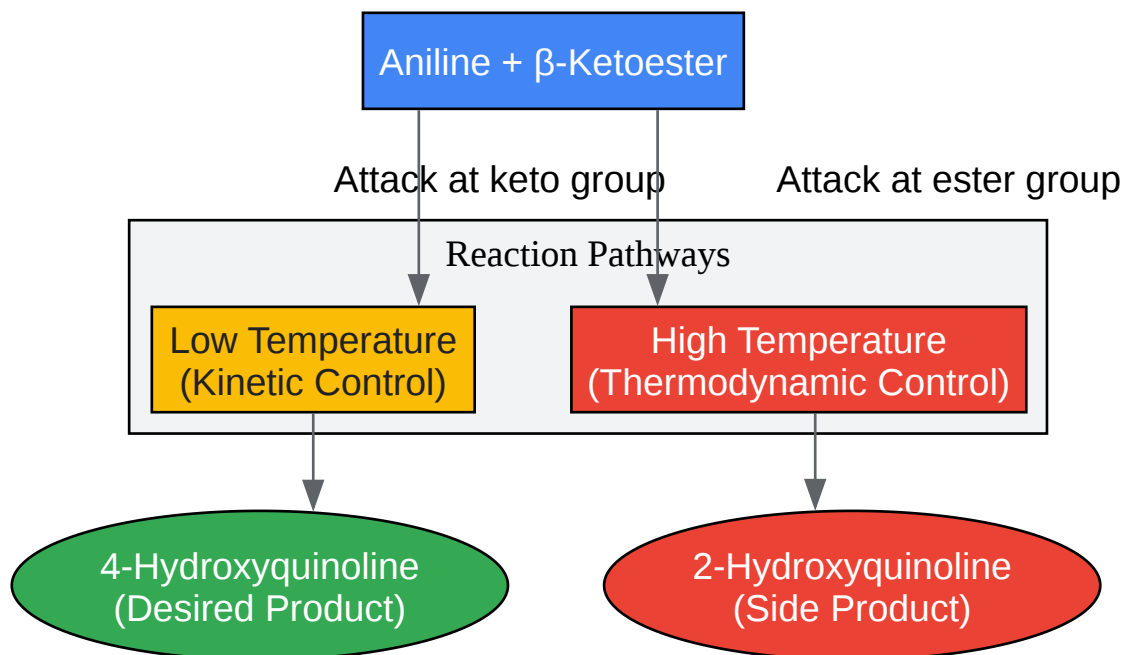 Aniline + β-Ketoester
Attack at keto group
Attack at ester group
Reaction Pathways
Low Temperature
(Kinetic Control)
High Temperature
(Thermodynamic Control)
4-Hydroxyquinoline
(Desired Product)
2-Hydroxyquinoline
(Side Product)